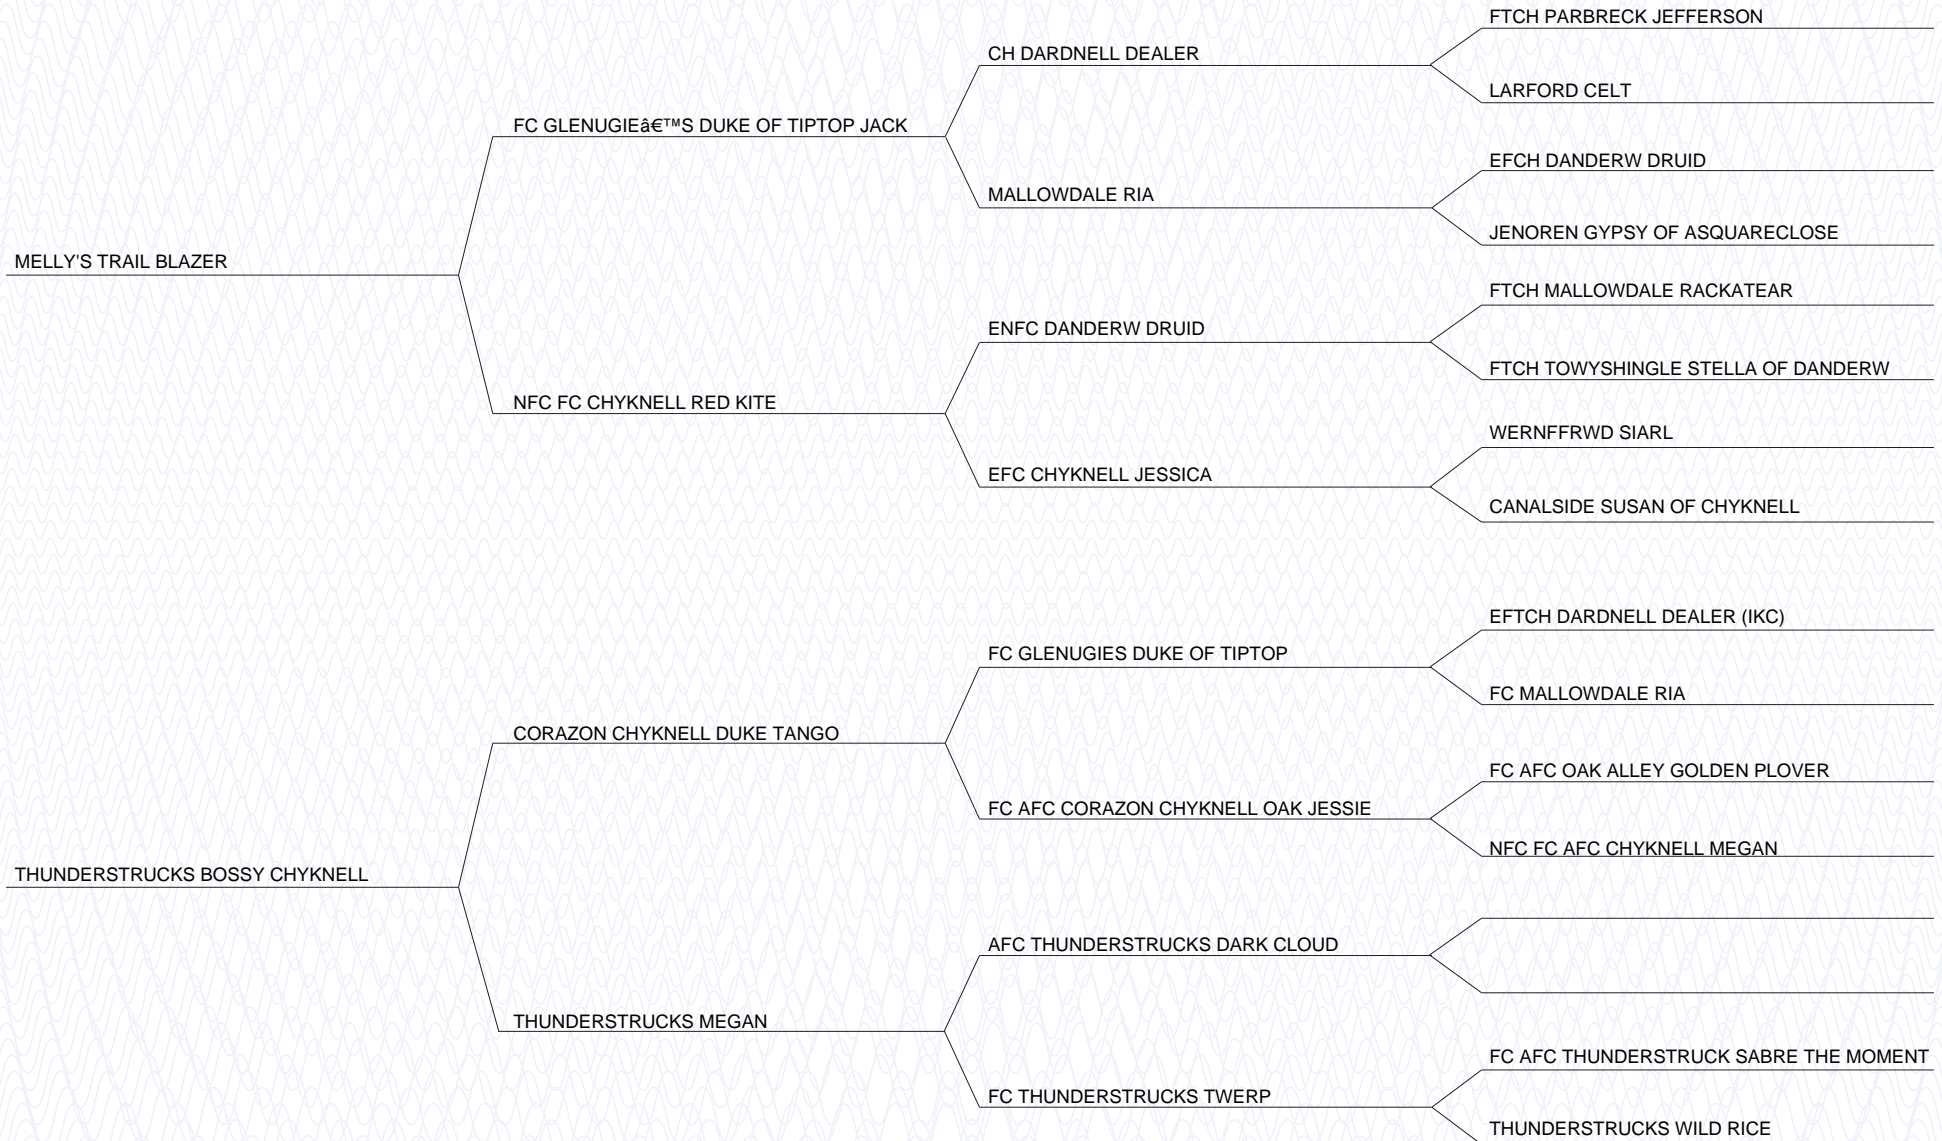 FTCH PARBRECK JEFFERSON
CH DARDNELL DEALER
LARFORD CELT
FC GLENUGIEâ€™S DUKE OF TIPTOP JACK
EFCH DANDERW DRUID
MALLOWDALE RIA
JENOREN GYPSY OF ASQUARECLOSE
MELLY'S TRAIL BLAZER
FTCH MALLOWDALE RACKATEAR
ENFC DANDERW DRUID
FTCH TOWYSHINGLE STELLA OF DANDERW
NFC FC CHYKNELL RED KITE
WERNFFRWD SIARL
EFC CHYKNELL JESSICA
CANALSIDE SUSAN OF CHYKNELL
EFTCH DARDNELL DEALER (IKC)
FC GLENUGIES DUKE OF TIPTOP
FC MALLOWDALE RIA
CORAZON CHYKNELL DUKE TANGO
FC AFC OAK ALLEY GOLDEN PLOVER
FC AFC CORAZON CHYKNELL OAK JESSIE
NFC FC AFC CHYKNELL MEGAN
THUNDERSTRUCKS BOSSY CHYKNELL
AFC THUNDERSTRUCKS DARK CLOUD
THUNDERSTRUCKS MEGAN
FC AFC THUNDERSTRUCK SABRE THE MOMENT
FC THUNDERSTRUCKS TWERP
THUNDERSTRUCKS WILD RICE